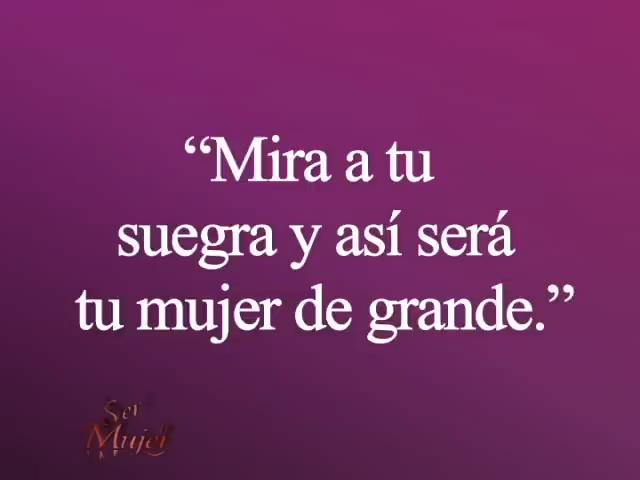 “Mira a tu
suegra y así será
tu mujer de grande.”
Ser
Mujer